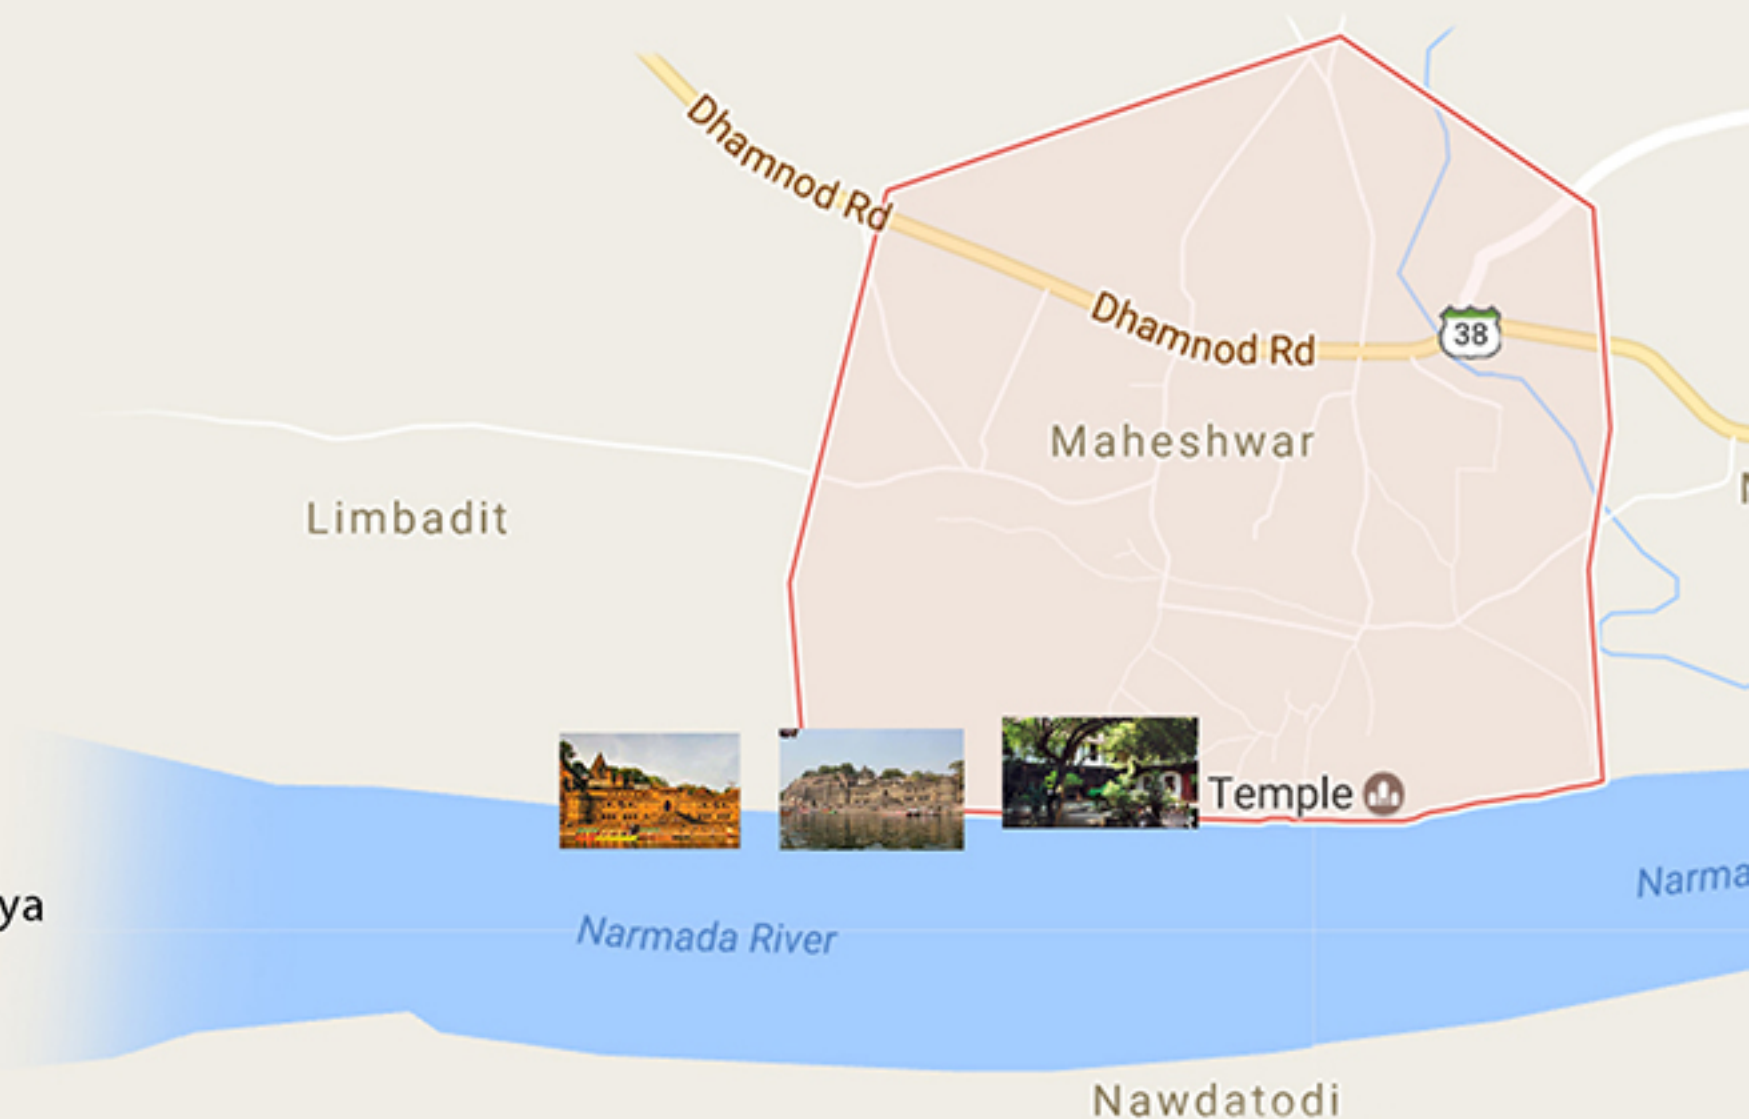 Dhamnod Rd
Dhamnod Rd
38
Maheshwar
Limbadit
Temple
ya
Narma
Narmada River
Nawdatodi